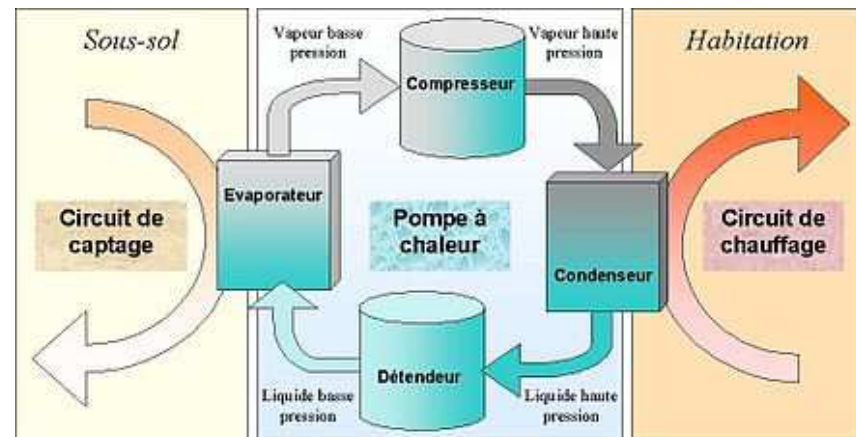 Sous-sol
Vapeur basse
pression
Compresseur
Vapeur haute
pression
Habitation
Evaporateur
Circuit de
captage
Pompe à
chaleur
Condenseur
Circuit de
chauffage
Détendeur
Liquide basse
pression
Liquide haute
pression